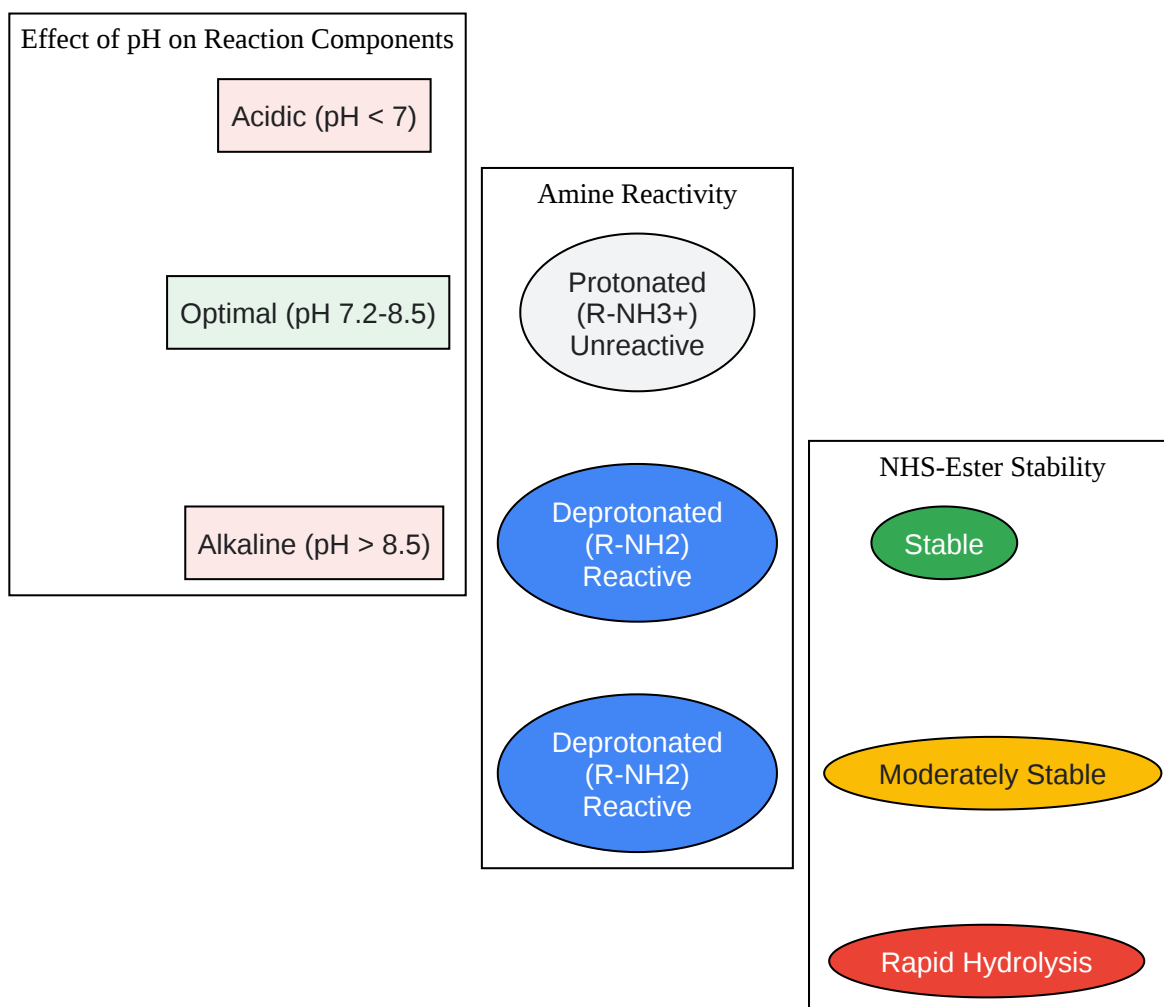 Effect of pH on Reaction Components
Acidic (pH < 7)
Optimal (pH 7.2-8.5)
Alkaline (pH > 8.5)
Amine Reactivity
Protonated
(R-NH3+)
Unreactive
Deprotonated
(R-NH2)
Reactive
Deprotonated
(R-NH2)
Reactive
NHS-Ester Stability
Stable
Moderately Stable
Rapid Hydrolysis